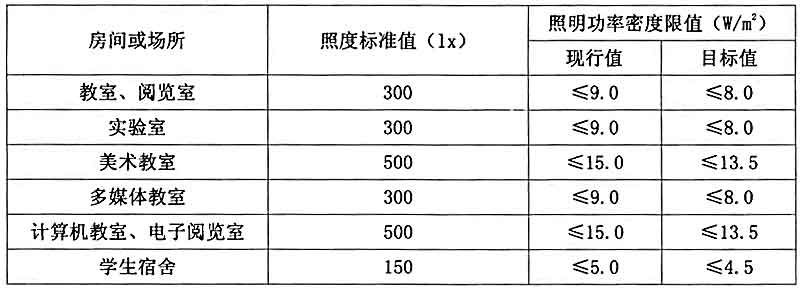 房间或场所 照度标准值（lx） 照明功率密度限值（W/m²）
现行值 目标值
教室、阅览室 300 ≤9.0 ≤8.0
实验室 300 ≤9.0 ≤8.0
美术教室 500 ≤15.0 ≤13.5
多媒体教室 300 ≤9.0 ≤8.0
计算机教室、电子阅览室 500 ≤15.0 ≤13.5
学生宿舍 150 ≤5.0 ≤4.5